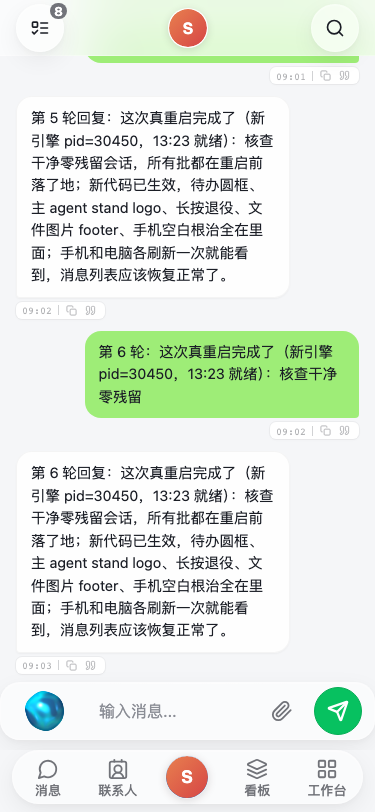 8
S
09:01
第 5 轮回复：这次真重启完成了（新
引擎 pid=30450，13:23 就绪）：核查
干净零残留会话，所有批都在重启前
落了地；新代码已生效，待办圆框、
主 agent stand logo、长按退役、文
件图片 footer、手机空白根治全在里
面；手机和电脑各刷新一次就能看
到，消息列表应该恢复正常了。
09:02
第 6 轮：这次真重启完成了（新引擎
pid=30450，13:23 就绪）：核查干净
零残留
09:02
第 6 轮回复：这次真重启完成了（新
引擎 pid=30450，13:23 就绪）：核查
干净零残留会话，所有批都在重启前
落了地；新代码已生效，待办圆框、
主 agent stand logo、长按退役、文
件图片 footer、手机空白根治全在里
面；手机和电脑各刷新一次就能看
到，消息列表应该恢复正常了。
09:03
输入消息...
消息 联系人 S 看板 工作台